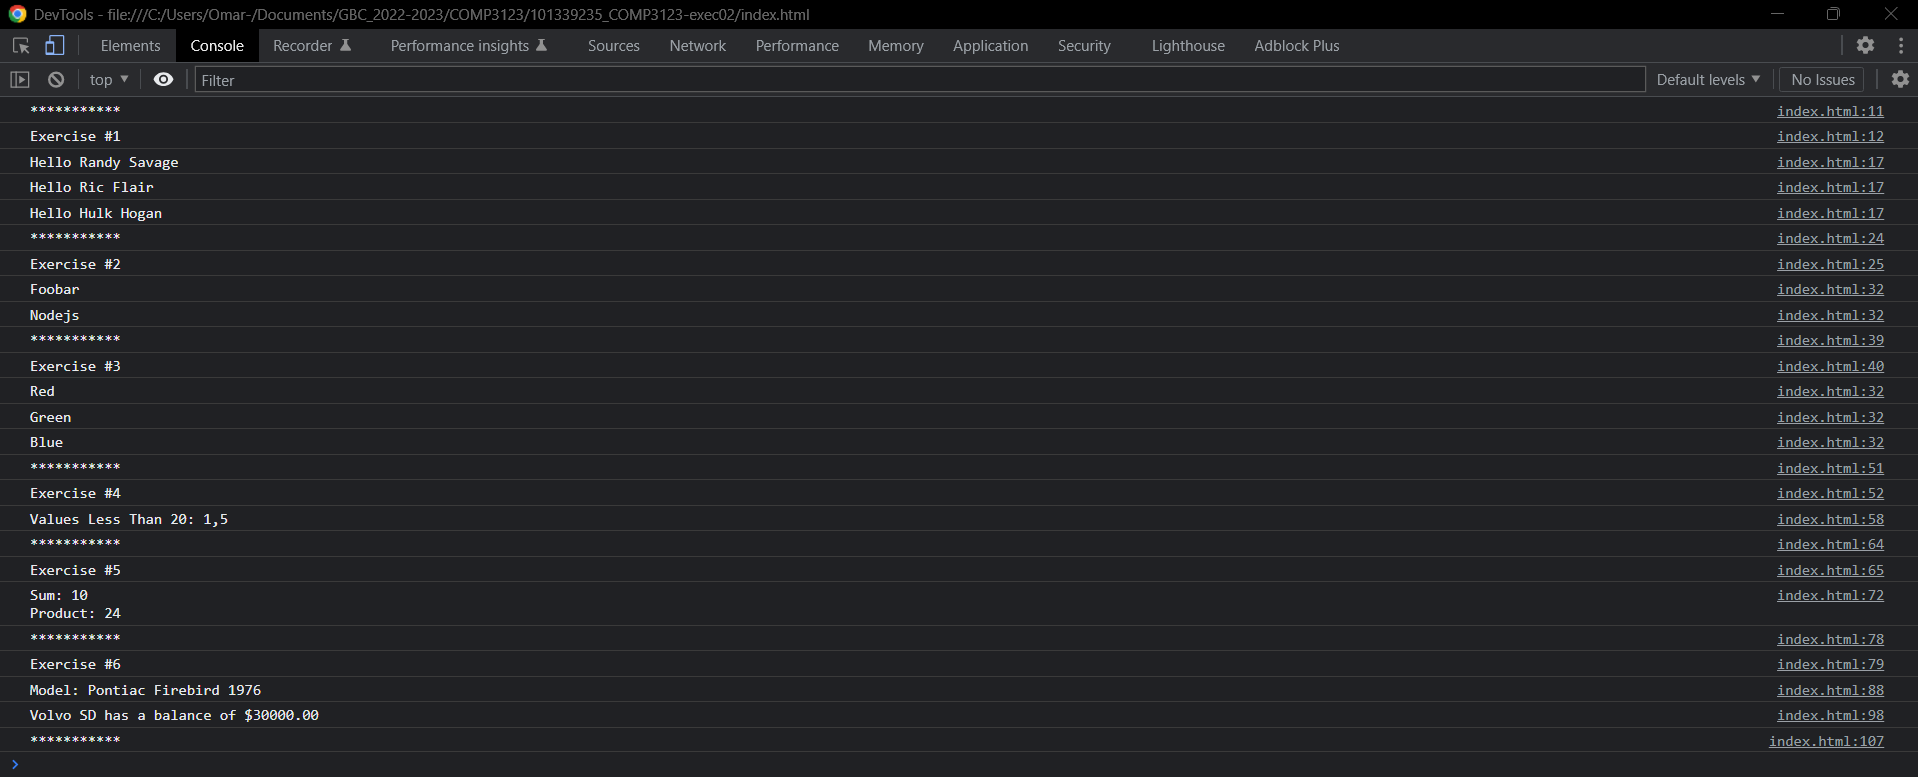 DevTools - file:///C:/Users/Omar-/Documents/GBC_2022-2023/COMP3123/101339235_COMP3123-exec02/index.html
Elements Console Recorder Performance insights Sources Network Performance Memory Application Security Lighthouse Adblock Plus
top Filter Default levels No Issues
*********** index.html:11
Exercise #1 index.html:12
Hello Randy Savage index.html:17
Hello Ric Flair index.html:17
Hello Hulk Hogan index.html:17
*********** index.html:24
Exercise #2 index.html:25
Foobar index.html:32
Nodejs index.html:32
*********** index.html:39
Exercise #3 index.html:40
Red index.html:32
Green index.html:32
Blue index.html:32
*********** index.html:51
Exercise #4 index.html:52
Values Less Than 20: 1,5 index.html:58
*********** index.html:64
Exercise #5 index.html:65
Sum: 10 index.html:72
Product: 24
*********** index.html:78
Exercise #6 index.html:79
Model: Pontiac Firebird 1976 index.html:88
Volvo SD has a balance of $30000.00 index.html:98
*********** index.html:107